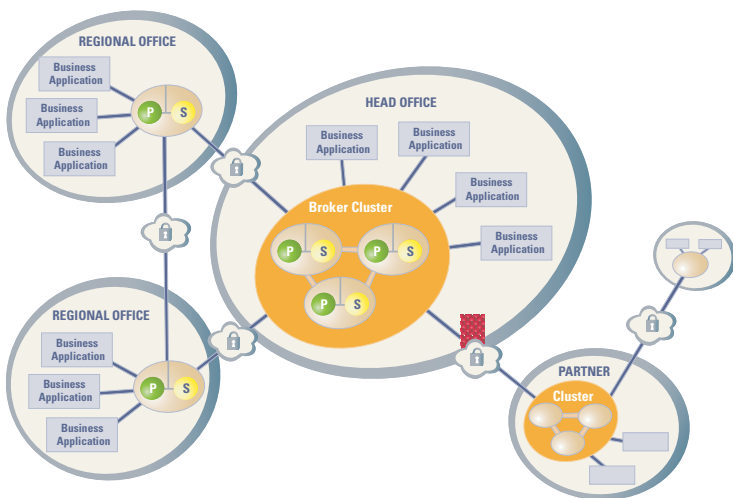 REGIONAL OFFICE
Business
Application
Business
Application
Business
Application
P
S
HEAD OFFICE
Business
Application
Business
Application
Business
Application
Business
Application
Broker Cluster
P
S
P
S
P
S
REGIONAL OFFICE
Business
Application
Business
Application
Business
Application
P
S
PARTNER
Cluster